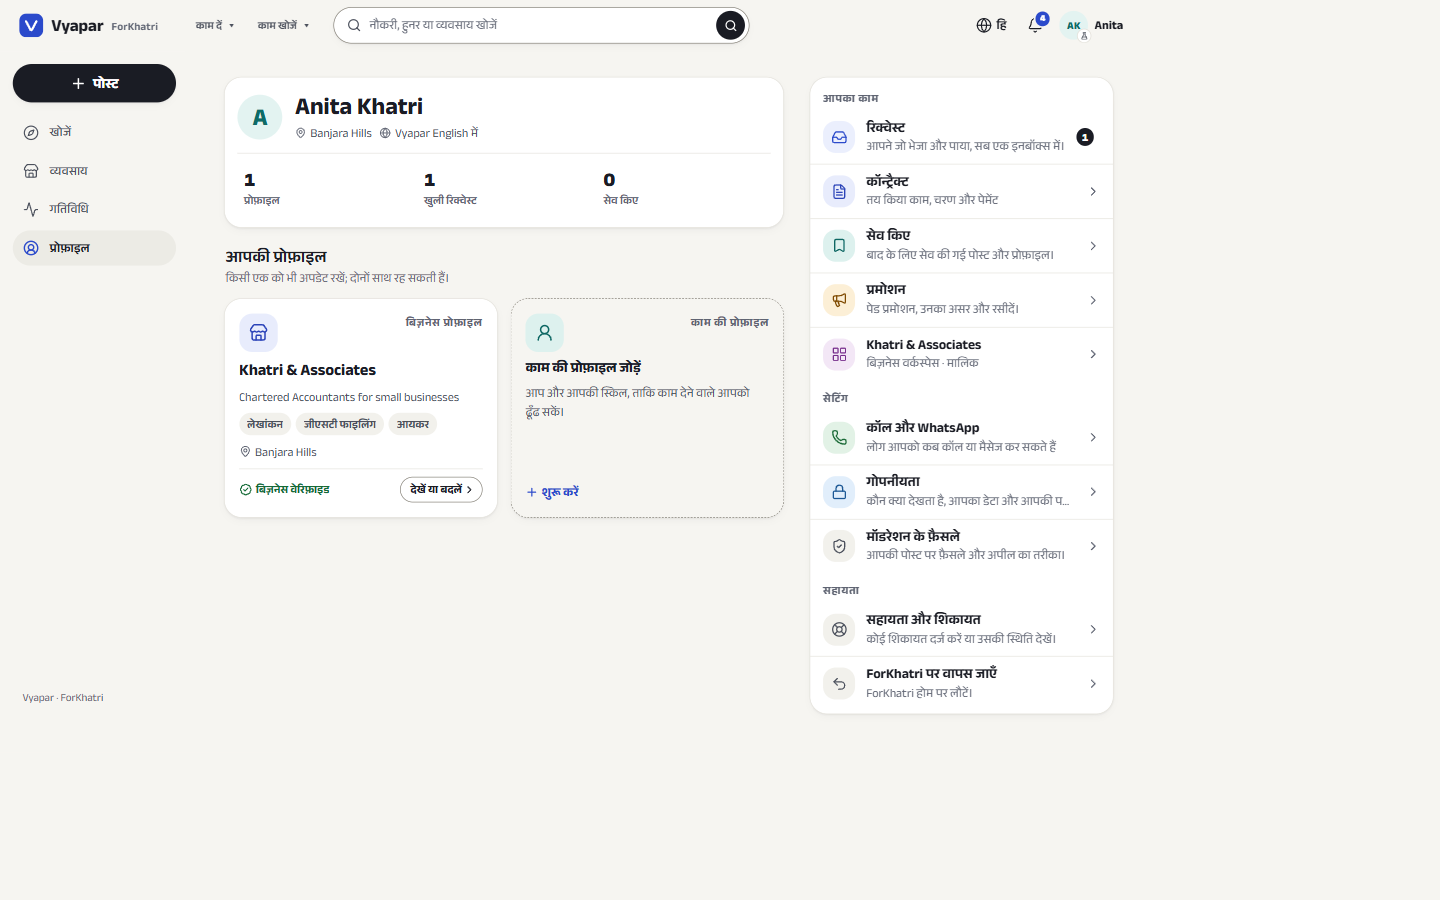 Vyapar ForKhatri
काम दें
काम खोजें
नौकरी, हुनर या व्यवसाय खोजें
हि
4
AK
Anita
पोस्ट
खोजें
व्यवसाय
गतिविधि
प्रोफ़ाइल
Vyapar · ForKhatri
A
Anita Khatri
Banjara Hills Vyapar English में
1
प्रोफ़ाइल
1
खुली रिक्वेस्ट
0
सेव किए
आपकी प्रोफ़ाइल
किसी एक को भी अपडेट रखें; दोनों साथ रह सकती हैं।
बिज़नेस प्रोफ़ाइल
Khatri & Associates
Chartered Accountants for small businesses
लेखांकन जीएसटी फाइलिंग आयकर
Banjara Hills
बिज़नेस वेरिफ़ाइड
देखें या बदलें
काम की प्रोफ़ाइल
काम की प्रोफ़ाइल जोड़ें
आप और आपकी स्किल, ताकि काम देने वाले आपको
ढूँढ सकें।
शुरू करें
आपका काम
रिक्वेस्ट
आपने जो भेजा और पाया, सब एक इनबॉक्स में।
1
कॉन्ट्रैक्ट
तय किया काम, चरण और पेमेंट
सेव किए
बाद के लिए सेव की गई पोस्ट और प्रोफ़ाइल।
प्रमोशन
पेड प्रमोशन, उनका असर और रसीदें।
Khatri & Associates
बिज़नेस वर्कस्पेस · मालिक
सेटिंग
कॉल और WhatsApp
लोग आपको कब कॉल या मैसेज कर सकते हैं
गोपनीयता
कौन क्या देखता है, आपका डेटा और आपकी प…
मॉडरेशन के फ़ैसले
आपकी पोस्ट पर फ़ैसले और अपील का तरीका।
सहायता
सहायता और शिकायत
कोई शिकायत दर्ज करें या उसकी स्थिति देखें।
ForKhatri पर वापस जाएँ
ForKhatri होम पर लौटें।